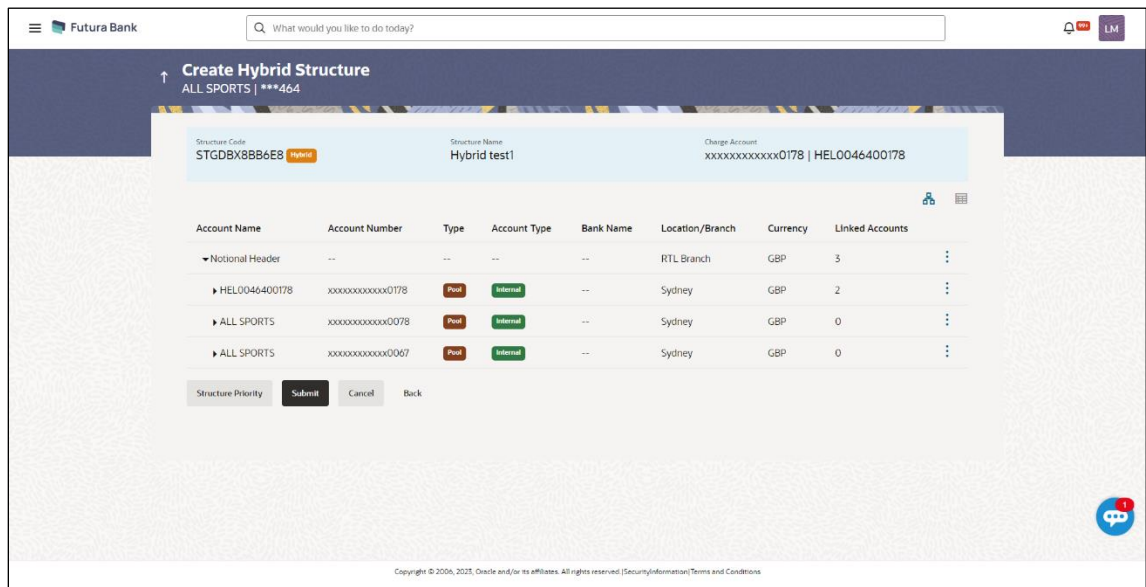 Futura Bank
What would you like to do today?
99+
LM
Create Hybrid Structure
ALL SPORTS | ***464
Structure Code
STGDBX8BB6E8 Hybrid
Structure Name
Hybrid test1
Charge Account
xxxxxxxxxxxx0178 | HEL0046400178
Account Name Account Number Type Account Type Bank Name Location/Branch Currency Linked Accounts
Notional Header -- -- -- -- RTL Branch GBP 3
HEL0046400178 xxxxxxxxxxxx0178 Pool Internal -- Sydney GBP 2
ALL SPORTS xxxxxxxxxxxx0078 Pool Internal -- Sydney GBP 0
ALL SPORTS xxxxxxxxxxxx0067 Pool Internal -- Sydney GBP 0
Structure Priority Submit Cancel Back
1
Copyright © 2006, 2023, Oracle and/or its affiliates. All rights reserved.|SecurityInformation|Terms and Conditions